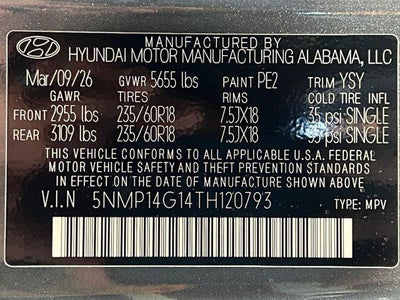 HYUNDAI MOTOR MANUFACTURING ALABAMA, LLC
Mar/09/26 GVWR 5655 lbs PAINT PE2 TRIM YSY
GAWR TIRES RIMS COLD TIRE INFL
FRONT 2955 lbs 235/60R18 7.5JX18 35 psi SINGLE
REAR 3109 lbs 235/60R18 7.5JX18 35 psi SINGLE
THIS VEHICLE CONFORMS TO ALL APPLICABLE U.S.A FEDERAL
MOTOR VEHICLE SAFETY AND THEFT PREVENTION STANDARDS
IN EFFECT ON THE DATE OF MANUFACTURE SHOWN ABOVE.
V.I.N 5NMP14G14TH120793 TYPE: MPV